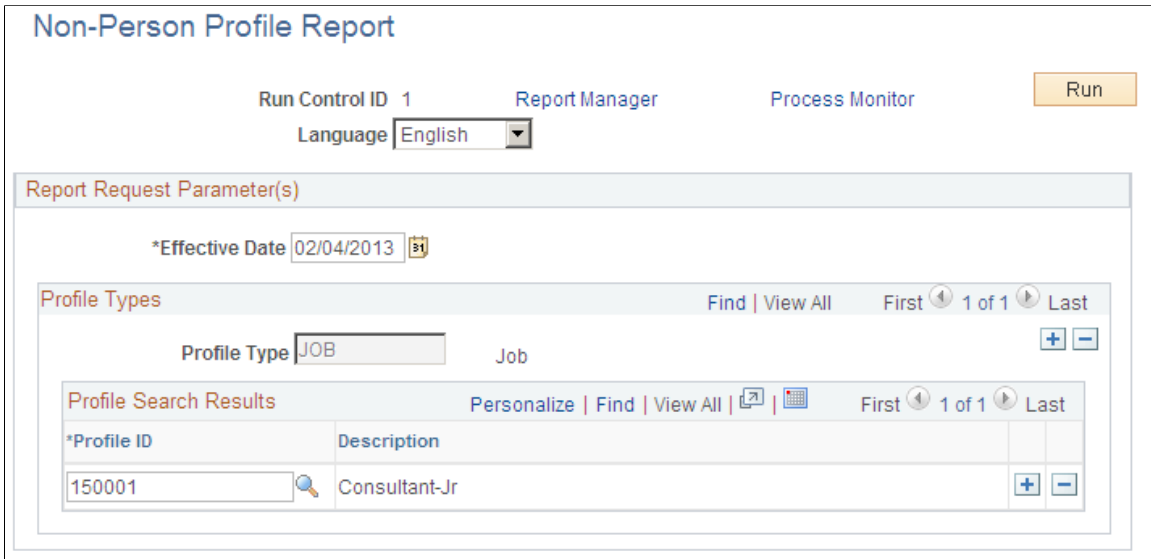 Non-Person Profile Report
Run Control ID 1 Report Manager Process Monitor Run
Language English
Report Request Parameter(s)
*Effective Date 02/04/2013 31
Profile Types Find | View All First 1 of 1 Last
Profile Type JOB Job
Profile Search Results Personalize | Find | View All | | First 1 of 1 Last
*Profile ID Description
150001 Consultant-Jr